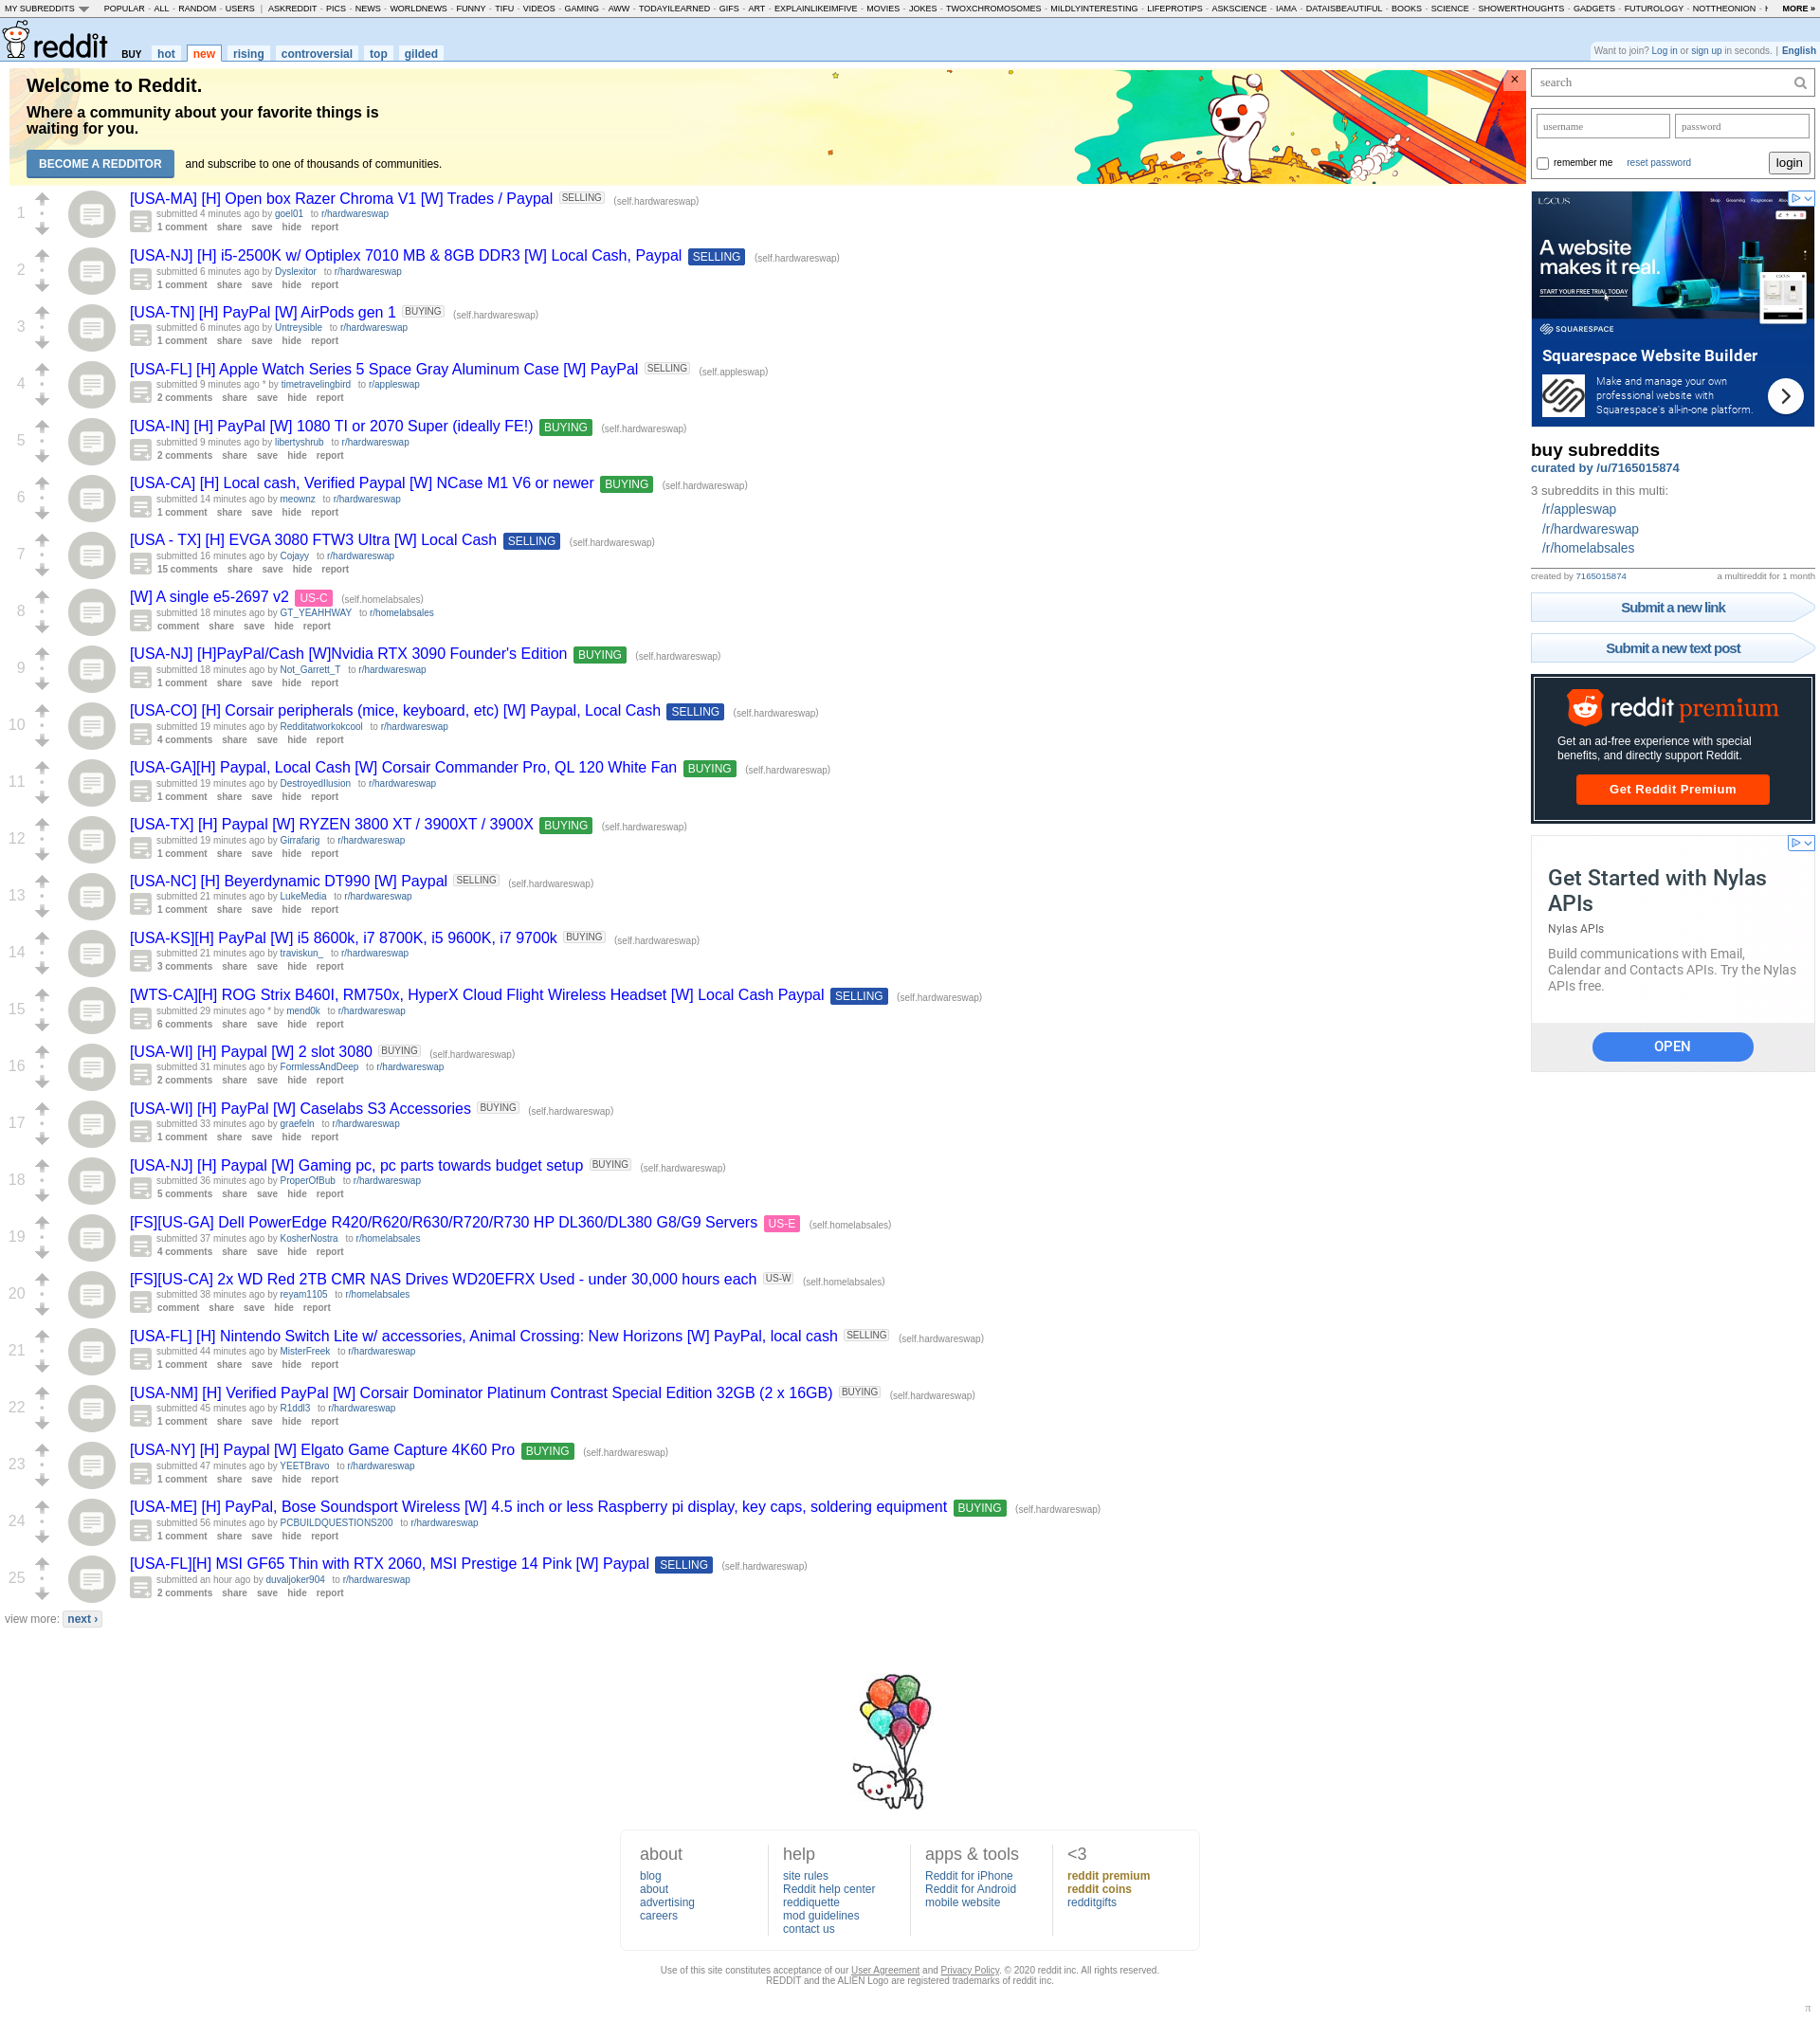 MY SUBREDDITS POPULAR - ALL - RANDOM - USERS | ASKREDDIT - PICS - NEWS - WORLDNEWS - FUNNY - TIFU - VIDEOS - GAMING - AWW - TODAYILEARNED - GIFS - ART - EXPLAINLIKEIMFIVE - MOVIES - JOKES - TWOXCHROMOSOMES - MILDLYINTERESTING - LIFEPROTIPS - ASKSCIENCE - IAMA - DATAISBEAUTIFUL - BOOKS - SCIENCE - SHOWERTHOUGHTS - GADGETS - FUTUROLOGY - NOTTHEONION - MORE »
reddit BUY hot new rising controversial top gilded
Want to join? Log in or sign up in seconds. | English
Welcome to Reddit.
Where a community about your favorite things is
waiting for you.
BECOME A REDDITOR and subscribe to one of thousands of communities.
×
1
[USA-MA] [H] Open box Razer Chroma V1 [W] Trades / Paypal SELLING (self.hardwareswap)
submitted 4 minutes ago by goel01 to r/hardwareswap
1 comment share save hide report
2
[USA-NJ] [H] i5-2500K w/ Optiplex 7010 MB & 8GB DDR3 [W] Local Cash, Paypal SELLING (self.hardwareswap)
submitted 6 minutes ago by Dyslexitor to r/hardwareswap
1 comment share save hide report
3
[USA-TN] [H] PayPal [W] AirPods gen 1 BUYING (self.hardwareswap)
submitted 6 minutes ago by Untreysible to r/hardwareswap
1 comment share save hide report
4
[USA-FL] [H] Apple Watch Series 5 Space Gray Aluminum Case [W] PayPal SELLING (self.appleswap)
submitted 9 minutes ago * by timetravelingbird to r/appleswap
2 comments share save hide report
5
[USA-IN] [H] PayPal [W] 1080 TI or 2070 Super (ideally FE!) BUYING (self.hardwareswap)
submitted 9 minutes ago by libertyshrub to r/hardwareswap
2 comments share save hide report
6
[USA-CA] [H] Local cash, Verified Paypal [W] NCase M1 V6 or newer BUYING (self.hardwareswap)
submitted 14 minutes ago by meownz to r/hardwareswap
1 comment share save hide report
7
[USA - TX] [H] EVGA 3080 FTW3 Ultra [W] Local Cash SELLING (self.hardwareswap)
submitted 16 minutes ago by Cojayy to r/hardwareswap
15 comments share save hide report
8
[W] A single e5-2697 v2 US-C (self.homelabsales)
submitted 18 minutes ago by GT_YEAHHWAY to r/homelabsales
comment share save hide report
9
[USA-NJ] [H]PayPal/Cash [W]Nvidia RTX 3090 Founder's Edition BUYING (self.hardwareswap)
submitted 18 minutes ago by Not_Garrett_T to r/hardwareswap
1 comment share save hide report
10
[USA-CO] [H] Corsair peripherals (mice, keyboard, etc) [W] Paypal, Local Cash SELLING (self.hardwareswap)
submitted 19 minutes ago by Redditatworkokcool to r/hardwareswap
4 comments share save hide report
11
[USA-GA][H] Paypal, Local Cash [W] Corsair Commander Pro, QL 120 White Fan BUYING (self.hardwareswap)
submitted 19 minutes ago by DestroyedIlusion to r/hardwareswap
1 comment share save hide report
12
[USA-TX] [H] Paypal [W] RYZEN 3800 XT / 3900XT / 3900X BUYING (self.hardwareswap)
submitted 19 minutes ago by Girrafarig to r/hardwareswap
1 comment share save hide report
13
[USA-NC] [H] Beyerdynamic DT990 [W] Paypal SELLING (self.hardwareswap)
submitted 21 minutes ago by LukeMedia to r/hardwareswap
1 comment share save hide report
14
[USA-KS][H] PayPal [W] i5 8600k, i7 8700K, i5 9600K, i7 9700k BUYING (self.hardwareswap)
submitted 21 minutes ago by traviskun_ to r/hardwareswap
3 comments share save hide report
15
[WTS-CA][H] ROG Strix B460I, RM750x, HyperX Cloud Flight Wireless Headset [W] Local Cash Paypal SELLING (self.hardwareswap)
submitted 29 minutes ago * by mend0k to r/hardwareswap
6 comments share save hide report
16
[USA-WI] [H] Paypal [W] 2 slot 3080 BUYING (self.hardwareswap)
submitted 31 minutes ago by FormlessAndDeep to r/hardwareswap
2 comments share save hide report
17
[USA-WI] [H] PayPal [W] Caselabs S3 Accessories BUYING (self.hardwareswap)
submitted 33 minutes ago by graefeln to r/hardwareswap
1 comment share save hide report
18
[USA-NJ] [H] Paypal [W] Gaming pc, pc parts towards budget setup BUYING (self.hardwareswap)
submitted 36 minutes ago by ProperOfBub to r/hardwareswap
5 comments share save hide report
19
[FS][US-GA] Dell PowerEdge R420/R620/R630/R720/R730 HP DL360/DL380 G8/G9 Servers US-E (self.homelabsales)
submitted 37 minutes ago by KosherNostra to r/homelabsales
4 comments share save hide report
20
[FS][US-CA] 2x WD Red 2TB CMR NAS Drives WD20EFRX Used - under 30,000 hours each US-W (self.homelabsales)
submitted 38 minutes ago by reyam1105 to r/homelabsales
comment share save hide report
21
[USA-FL] [H] Nintendo Switch Lite w/ accessories, Animal Crossing: New Horizons [W] PayPal, local cash SELLING (self.hardwareswap)
submitted 44 minutes ago by MisterFreek to r/hardwareswap
1 comment share save hide report
22
[USA-NM] [H] Verified PayPal [W] Corsair Dominator Platinum Contrast Special Edition 32GB (2 x 16GB) BUYING (self.hardwareswap)
submitted 45 minutes ago by R1ddl3 to r/hardwareswap
1 comment share save hide report
23
[USA-NY] [H] Paypal [W] Elgato Game Capture 4K60 Pro BUYING (self.hardwareswap)
submitted 47 minutes ago by YEETBravo to r/hardwareswap
1 comment share save hide report
24
[USA-ME] [H] PayPal, Bose Soundsport Wireless [W] 4.5 inch or less Raspberry pi display, key caps, soldering equipment BUYING (self.hardwareswap)
submitted 56 minutes ago by PCBUILDQUESTIONS200 to r/hardwareswap
1 comment share save hide report
25
[USA-FL][H] MSI GF65 Thin with RTX 2060, MSI Prestige 14 Pink [W] Paypal SELLING (self.hardwareswap)
submitted an hour ago by duvaljoker904 to r/hardwareswap
2 comments share save hide report
view more: next ›
search
username password
remember me reset password login
LOCUS
A website
makes it real.
START YOUR FREE TRIAL TODAY
SQUARESPACE
Squarespace Website Builder
Make and manage your own
professional website with
Squarespace's all-in-one platform.
buy subreddits
curated by /u/7165015874
3 subreddits in this multi:
/r/appleswap
/r/hardwareswap
/r/homelabsales
created by 7165015874 a multireddit for 1 month
Submit a new link
Submit a new text post
reddit premium
Get an ad-free experience with special
benefits, and directly support Reddit.
Get Reddit Premium
Get Started with Nylas
APIs
Nylas APIs
Build communications with Email,
Calendar and Contacts APIs. Try the Nylas
APIs free.
OPEN
about
blog
about
advertising
careers
help
site rules
Reddit help center
reddiquette
mod guidelines
contact us
apps & tools
Reddit for iPhone
Reddit for Android
mobile website
<3
reddit premium
reddit coins
redditgifts
Use of this site constitutes acceptance of our User Agreement and Privacy Policy. © 2020 reddit inc. All rights reserved.
REDDIT and the ALIEN Logo are registered trademarks of reddit inc.
π